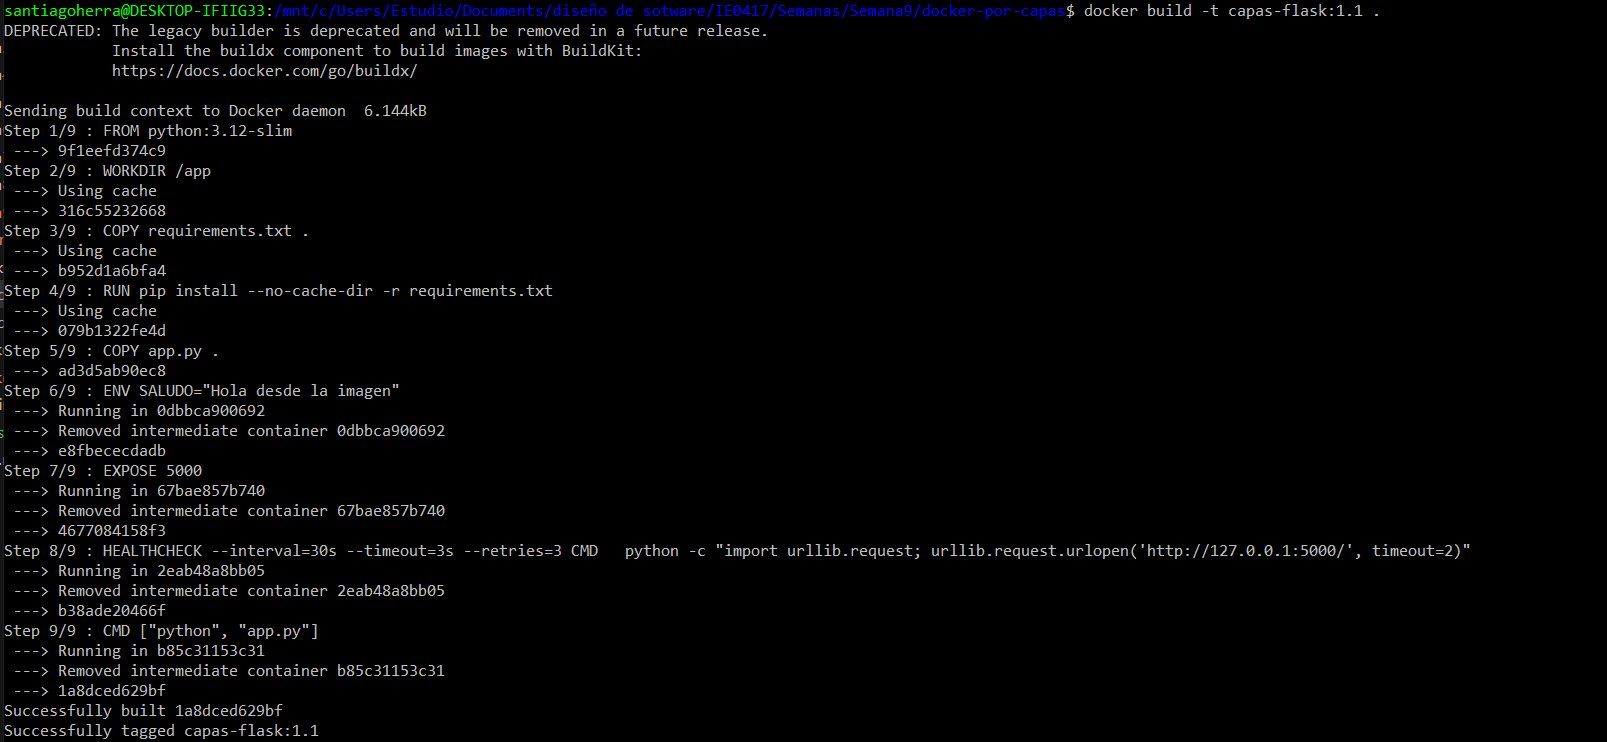 santiagoherra@DESKTOP-IFIIG33:/mnt/c/Users/Estudio/Documents/diseño de sotware/IE0417/Semanas/Semana9/docker-por-capas$ docker build -t capas-flask:1.1 .
DEPRECATED: The legacy builder is deprecated and will be removed in a future release.
            Install the buildx component to build images with BuildKit:
            https://docs.docker.com/go/buildx/

Sending build context to Docker daemon  6.144kB
Step 1/9 : FROM python:3.12-slim
 ---> 9f1eefd374c9
Step 2/9 : WORKDIR /app
 ---> Using cache
 ---> 316c55232668
Step 3/9 : COPY requirements.txt .
 ---> Using cache
 ---> b952d1a6bfa4
Step 4/9 : RUN pip install --no-cache-dir -r requirements.txt
 ---> Using cache
 ---> 079b1322fe4d
Step 5/9 : COPY app.py .
 ---> ad3d5ab90ec8
Step 6/9 : ENV SALUDO="Hola desde la imagen"
 ---> Running in 0dbbca900692
 ---> Removed intermediate container 0dbbca900692
 ---> e8fbececdadb
Step 7/9 : EXPOSE 5000
 ---> Running in 67bae857b740
 ---> Removed intermediate container 67bae857b740
 ---> 4677084158f3
Step 8/9 : HEALTHCHECK --interval=30s --timeout=3s --retries=3 CMD   python -c "import urllib.request; urllib.request.urlopen('http://127.0.0.1:5000/', timeout=2)"
 ---> Running in 2eab48a8bb05
 ---> Removed intermediate container 2eab48a8bb05
 ---> b38ade20466f
Step 9/9 : CMD ["python", "app.py"]
 ---> Running in b85c31153c31
 ---> Removed intermediate container b85c31153c31
 ---> 1a8dced629bf
Successfully built 1a8dced629bf
Successfully tagged capas-flask:1.1